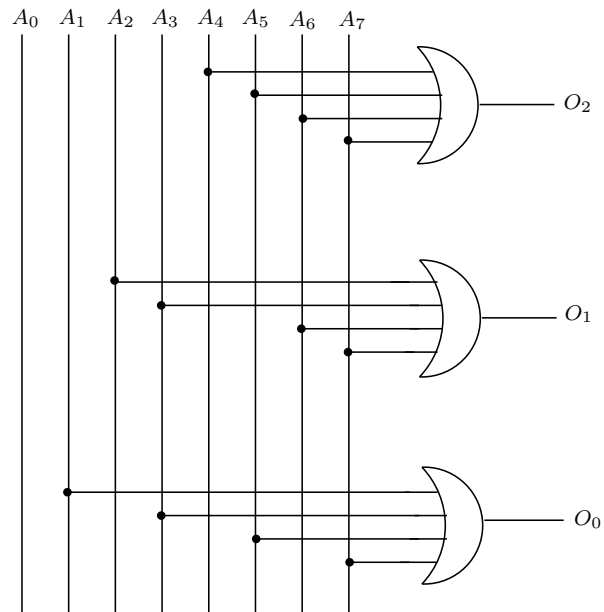 A₀ A₁ A₂ A₃ A₄ A₅ A₆ A₇
O₂
O₁
O₀